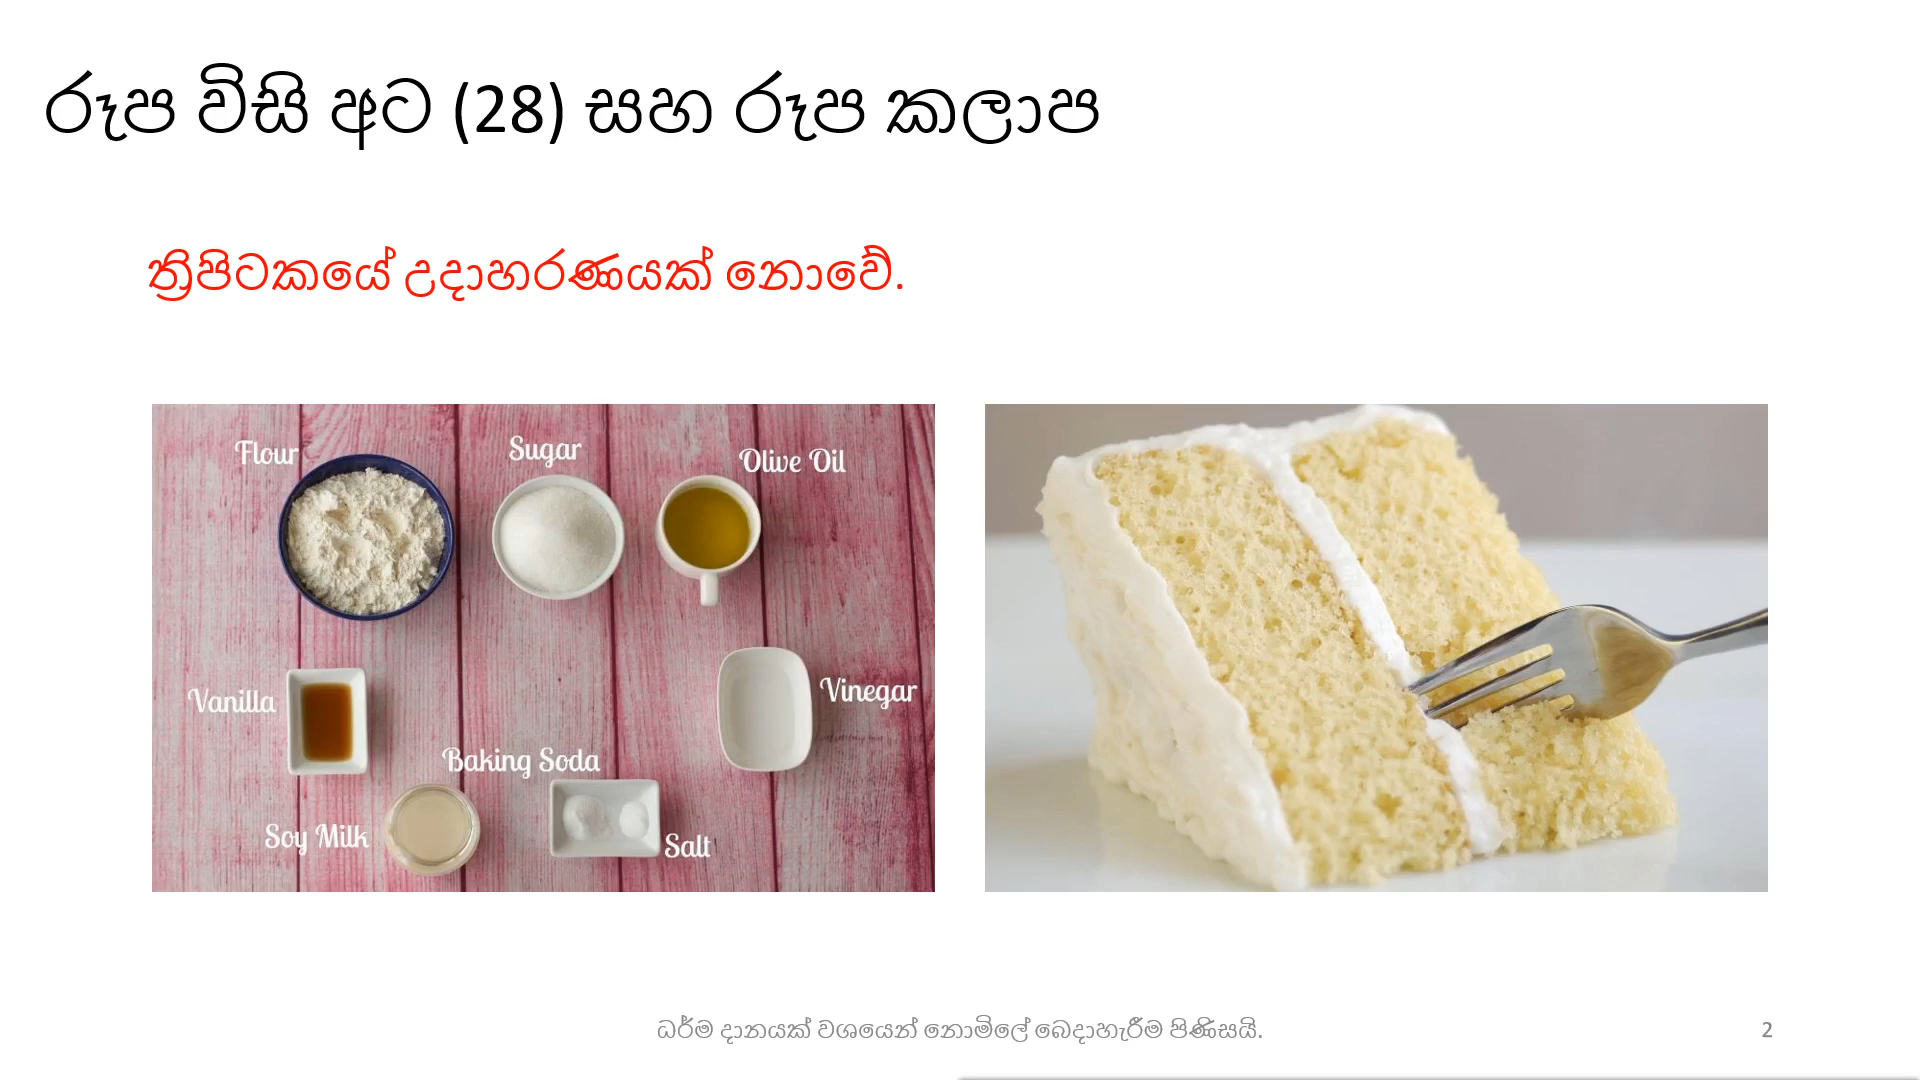 රූප විසි අට (28) සහ රූප කලාප
ත්‍රිපිටකයේ උදාහරණයක් නොවේ.
Flour
Sugar
Olive Oil
Vanilla
Vinegar
Baking Soda
Soy Milk
Salt
ධර්ම දානයක් වශයෙන් නොමිලේ බෙදාහැරීම පිණිසයි.
2